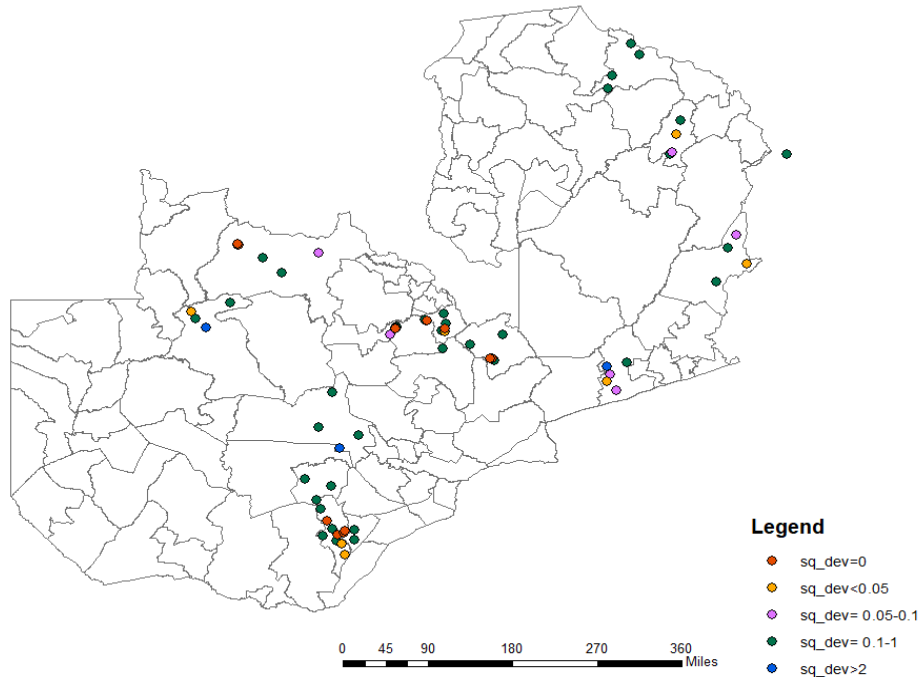 Legend
sq_dev=0
sq_dev<0.05
sq_dev= 0.05-0.1
sq_dev= 0.1-1
sq_dev>2
0 45 90 180 270 360
Miles